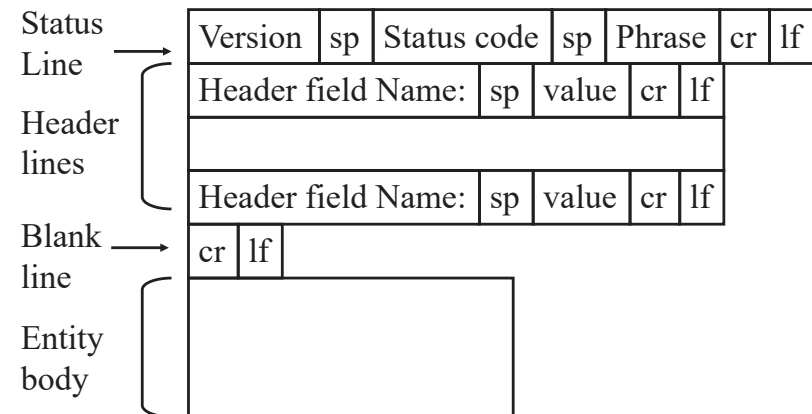 Status
Line
Version sp Status code sp Phrase cr lf
Header field Name: sp value cr lf
Header
lines
Header field Name: sp value cr lf
Blank
line
cr lf
Entity
body